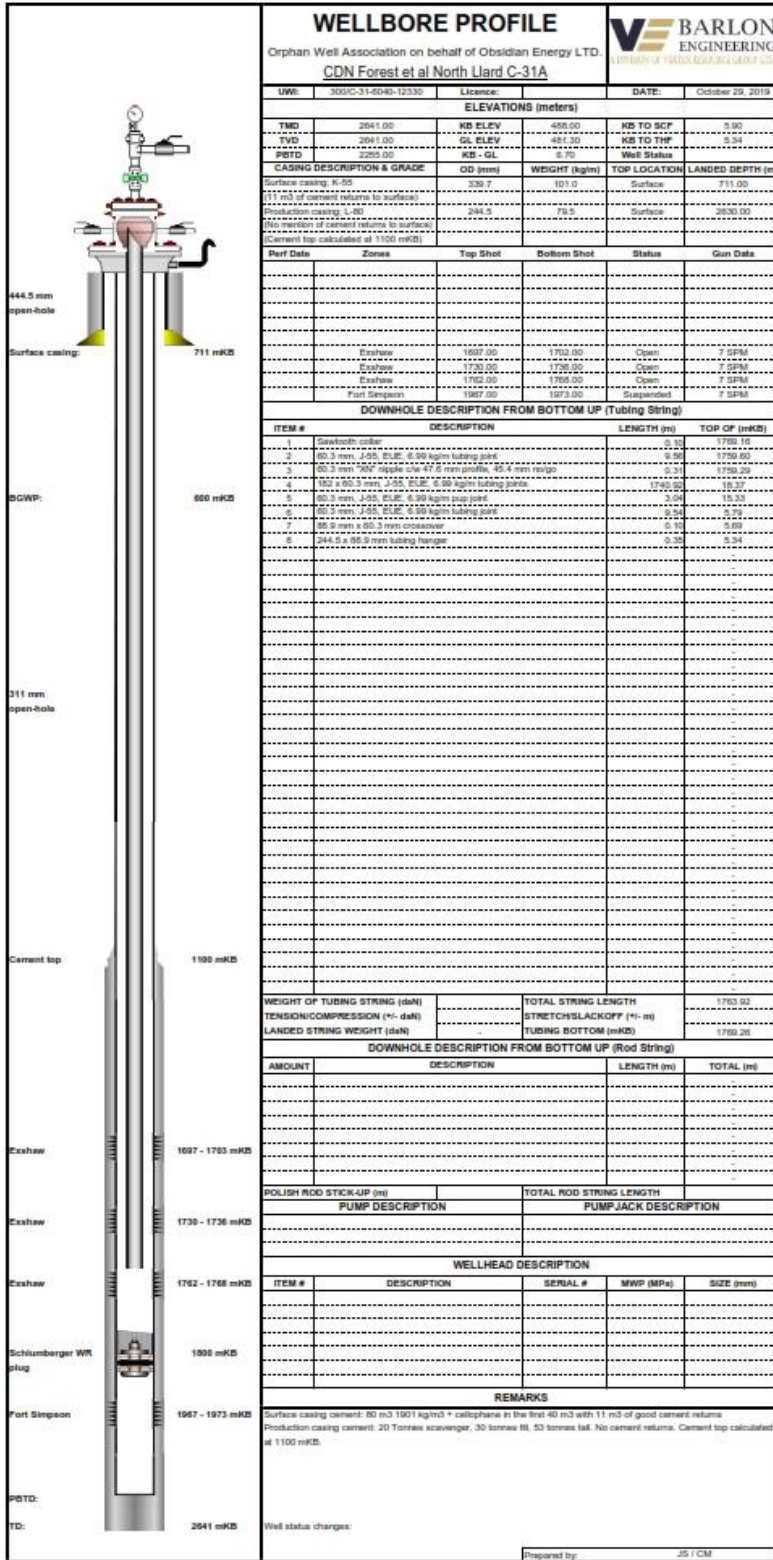 WELLBORE PROFILE
Orphan Well Association on behalf of Obsidian Energy LTD.
CDN Forest et al North Llard C-31A
BARLON
ENGINEERING
UWI: 300/C-31-6040-12330 Licence: DATE: October 29, 2019
ELEVATIONS (meters)
TMD 2641.00 KB ELEV 488.00 KB TO SCF 5.90
TVD 2641.00 GL ELEV 481.30 KB TO THF 5.34
PBTD 2255.00 KB - GL 6.70 Well Status
CASING DESCRIPTION & GRADE OD (mm) WEIGHT (kg/m) TOP LOCATION LANDED DEPTH (m
Surface casing; K-55 339.7 101.0 Surface 711.00
(11 m3 of cement returns to surface)
Production casing; L-80 244.5 79.5 Surface 2630.00
(No mention of cement returns to surface)
(Cement top calculated at 1100 mKB)
Perf Date Zones Top Shot Bottom Shot Status Gun Data
Exshaw 1697.00 1702.00 Open 7 SPM
Exshaw 1730.00 1736.00 Open 7 SPM
Exshaw 1762.00 1768.00 Open 7 SPM
Fort Simpson 1967.00 1973.00 Suspended 7 SPM
DOWNHOLE DESCRIPTION FROM BOTTOM UP (Tubing String)
ITEM # DESCRIPTION LENGTH (m) TOP OF (mKB)
1 Sawtooth collar 0.10 1769.16
2 60.3 mm, J-55, EUE, 6.99 kg/m tubing joint 9.56 1759.60
3 60.3 mm "XN" nipple c/w 47.6 mm profile, 45.4 mm no/go 0.31 1759.29
4 182 x 60.3 mm, J-55, EUE, 6.99 kg/m tubing joints 1740.92 18.37
5 60.3 mm, J-55, EUE, 6.99 kg/m pup joint 3.04 15.33
6 60.3 mm, J-55, EUE, 6.99 kg/m tubing joint 9.54 5.79
7 88.9 mm x 60.3 mm crossover 0.10 5.69
8 244.5 x 88.9 mm tubing hanger 0.35 5.34
WEIGHT OF TUBING STRING (daN) TOTAL STRING LENGTH 1763.92
TENSION/COMPRESSION (+/- daN) STRETCH/SLACKOFF (+/- m)
LANDED STRING WEIGHT (daN) - TUBING BOTTOM (mKB) 1769.26
DOWNHOLE DESCRIPTION FROM BOTTOM UP (Rod String)
AMOUNT DESCRIPTION LENGTH (m) TOTAL (m)
POLISH ROD STICK-UP (m) TOTAL ROD STRING LENGTH
PUMP DESCRIPTION PUMPJACK DESCRIPTION
WELLHEAD DESCRIPTION
ITEM # DESCRIPTION SERIAL # MWP (MPa) SIZE (mm)
REMARKS
Surface casing cement: 80 m3 1901 kg/m3 + cellophane in the first 40 m3 with 11 m3 of good cement returns
Production casing cement: 20 Tonnes scavenger, 30 tonnes fill, 53 tonnes tail. No cement returns. Cement top calculated
at 1100 mKB.
Well status changes:
Prepared by: JS / CM
444.5 mm
open-hole
Surface casing: 711 mKB
BGWP: 600 mKB
311 mm
open-hole
Cement top 1100 mKB
Exshaw 1697 - 1703 mKB
Exshaw 1730 - 1736 mKB
Exshaw 1762 - 1768 mKB
Schlumberger WR 1800 mKB
plug
Fort Simpson 1967 - 1973 mKB
PBTD:
TD: 2641 mKB